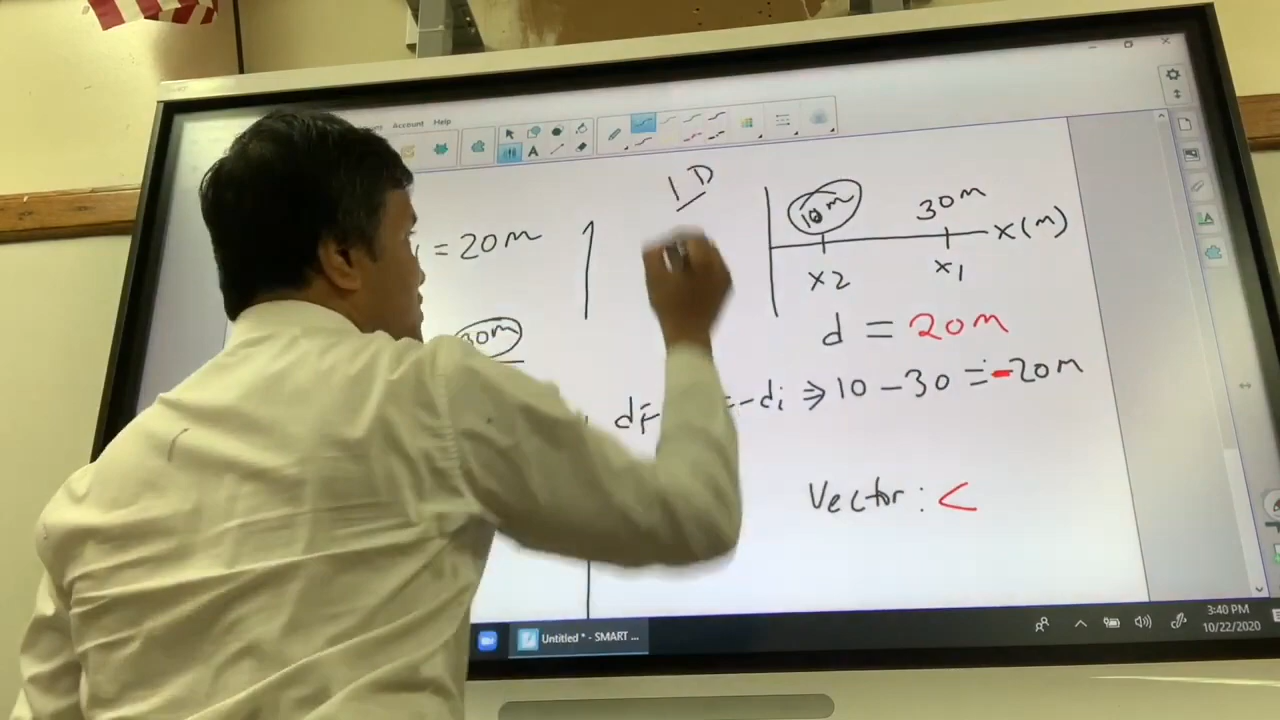 Account Help
1D
= 20m
10m 30m
x(m)
x2 x1
30m
d = 20m
-di ⇒ 10 - 30 = -20m
Vector: <
Untitled * - SMART ...
3:40 PM
10/22/2020